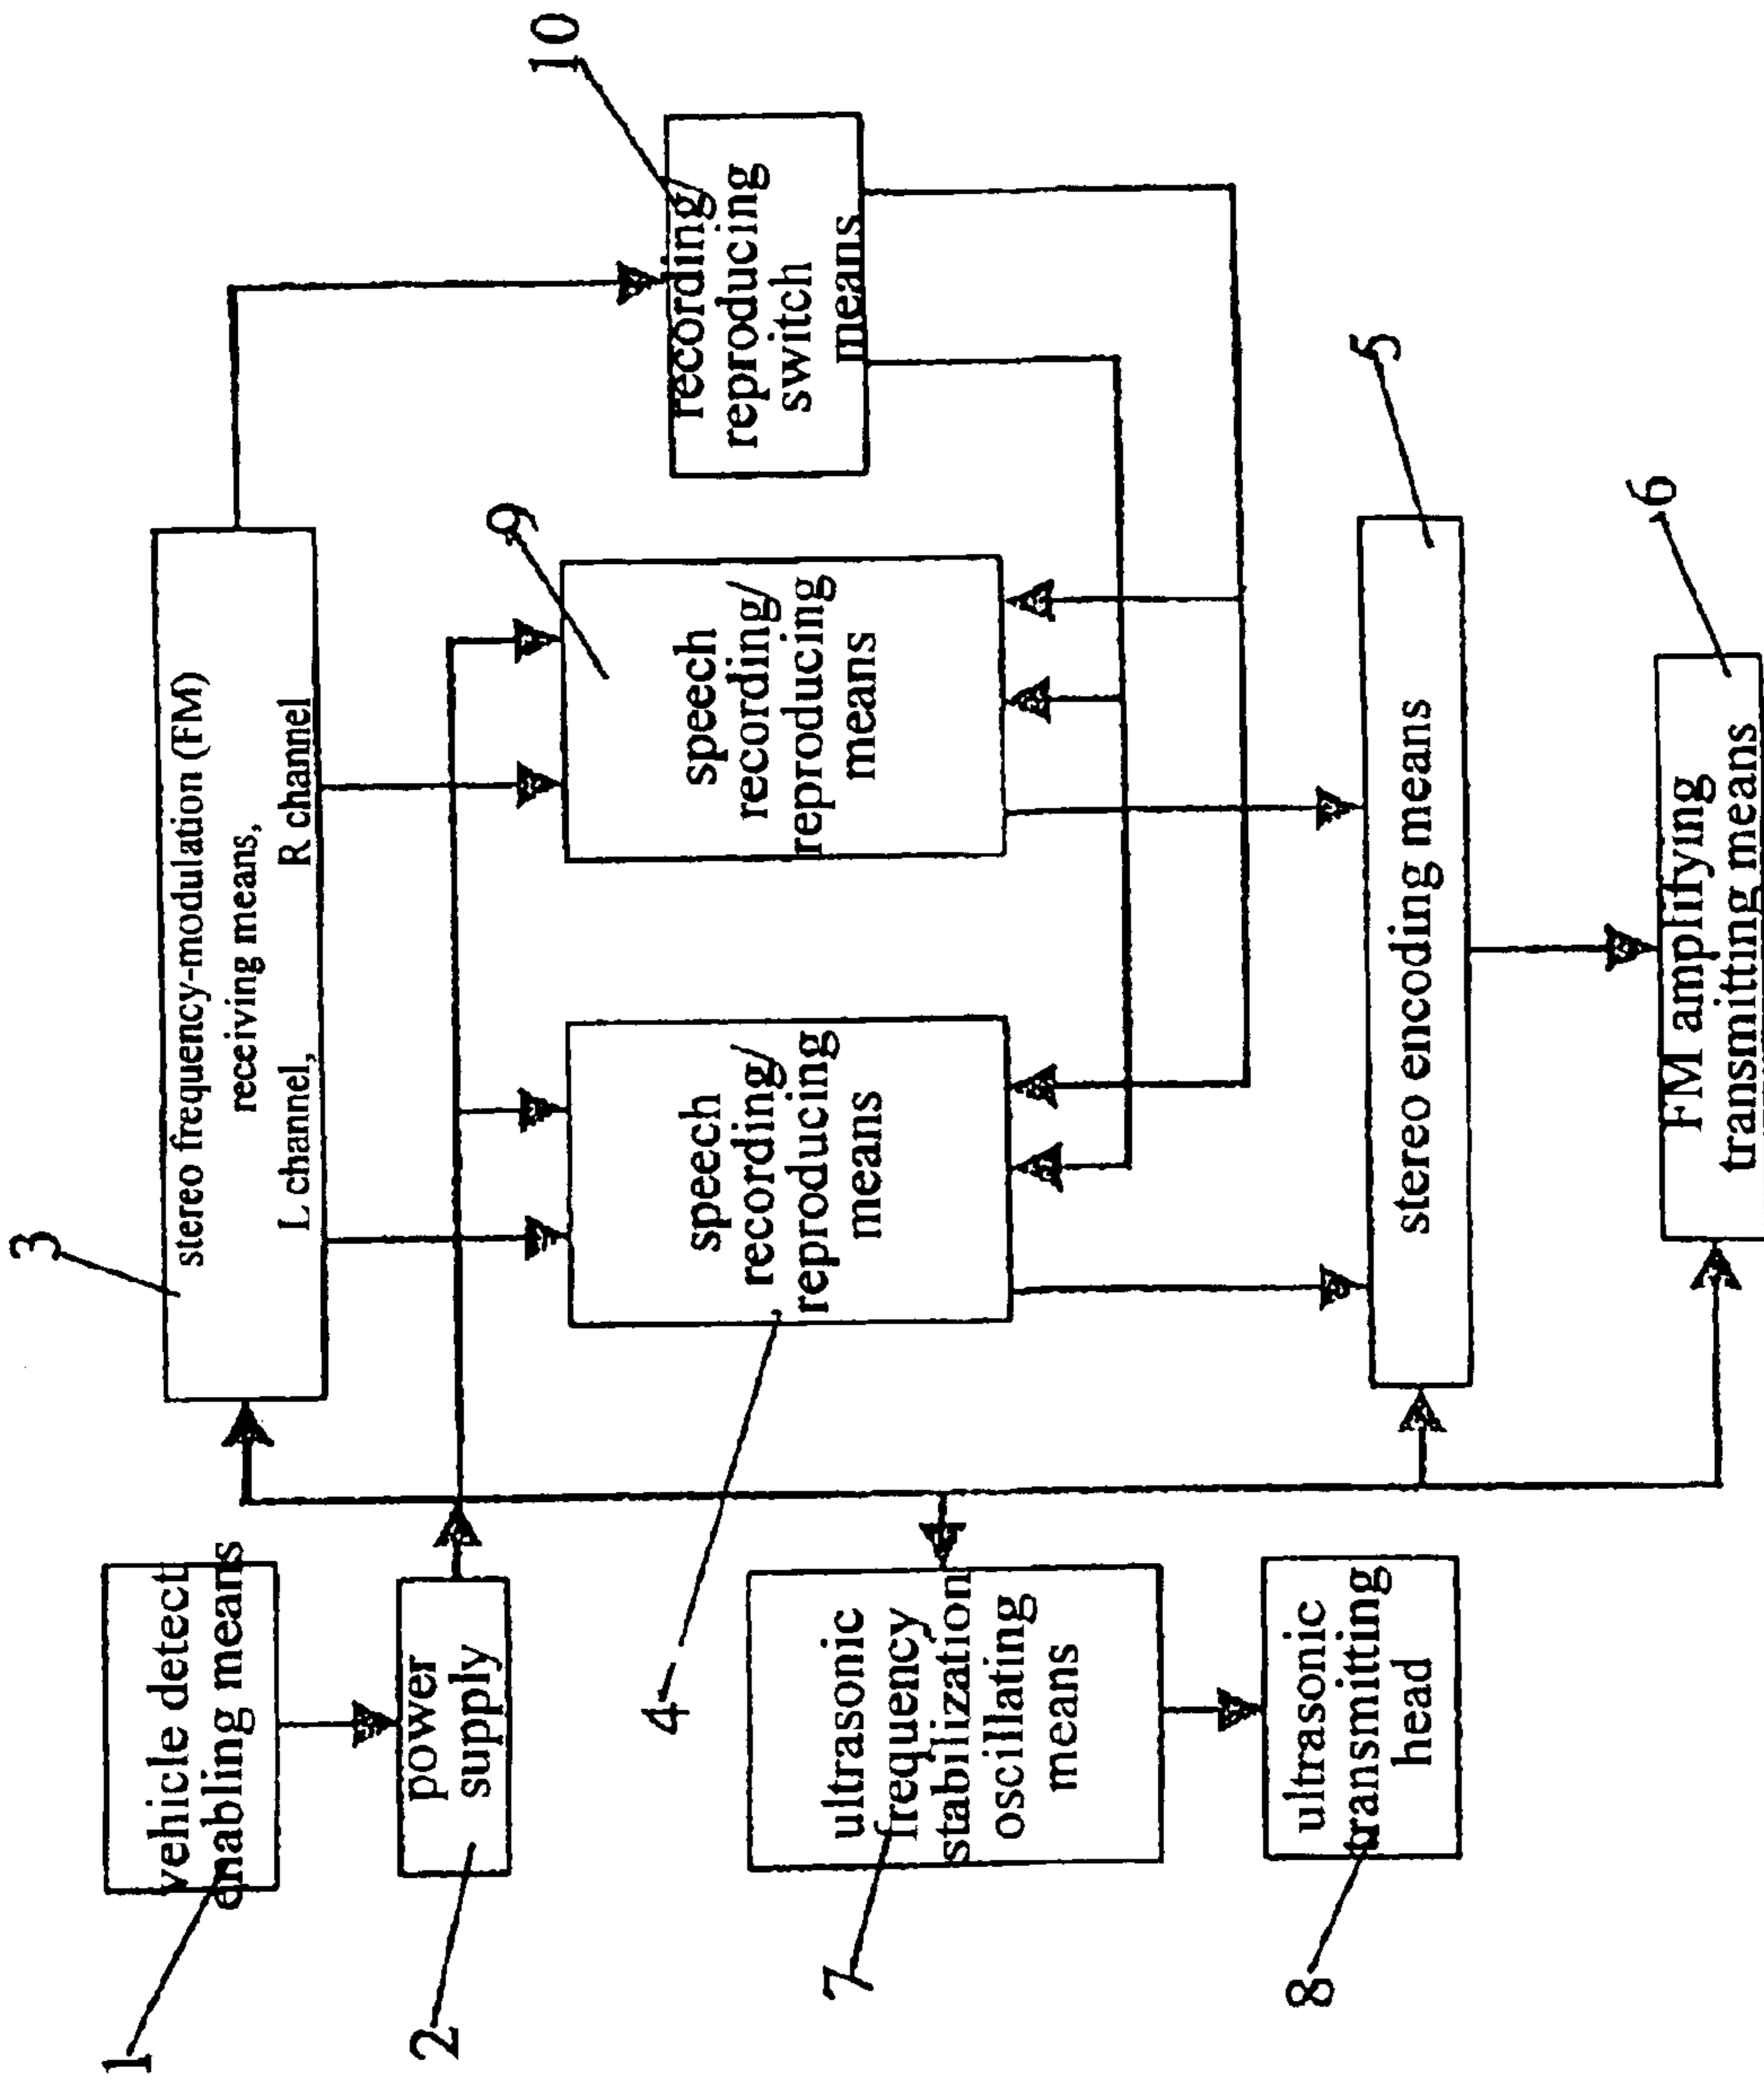 1
vehicle detect
enabling means
2
power
supply
3
stereo frequency-modulation (FM)
receiving means,
L channel,
R channel
4
speech
recording/
reproducing
means
9
speech
recording/
reproducing
means
10
recording
reproducing
switch
means
7
ultrasonic
frequency
stabilization
oscillating
means
8
ultrasonic
transmitting
head
5
stereo encoding means
6
FM amplifying
transmitting means